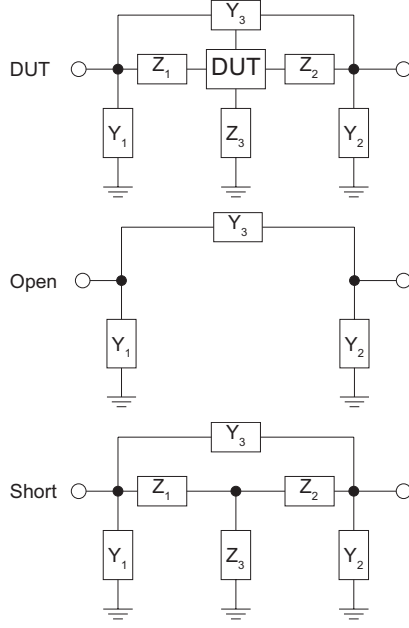 Y₃
DUT Z₁ DUT Z₂
Y₁ Z₃ Y₂
Y₃
Open
Y₁ Y₂
Y₃
Short Z₁ Z₂
Y₁ Z₃ Y₂